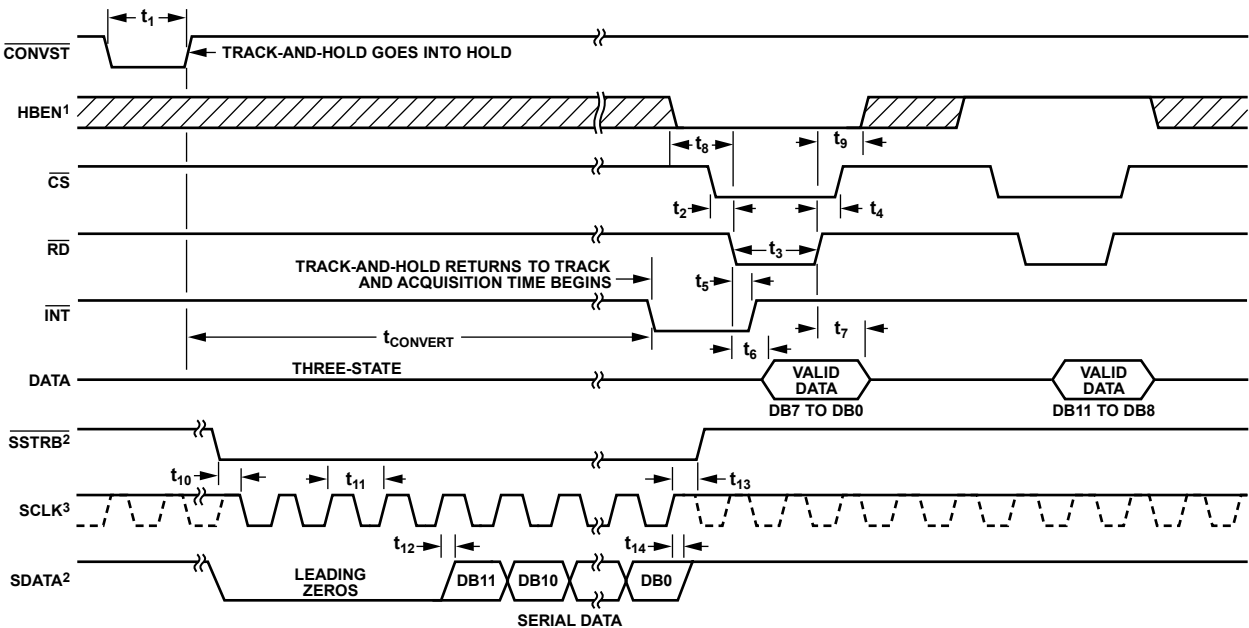 t1
CONVST
TRACK-AND-HOLD GOES INTO HOLD
HBEN1
t8
t9
CS
t2
t4
RD
t3
TRACK-AND-HOLD RETURNS TO TRACK
AND ACQUISITION TIME BEGINS
t5
INT
tCONVERT
t7
t6
DATA
THREE-STATE
VALID
DATA
VALID
DATA
DB7 TO DB0
DB11 TO DB8
SSTRB2
t10
t11
t13
SCLK3
t12
t14
SDATA2
LEADING
ZEROS
DB11
DB10
DB0
SERIAL DATA